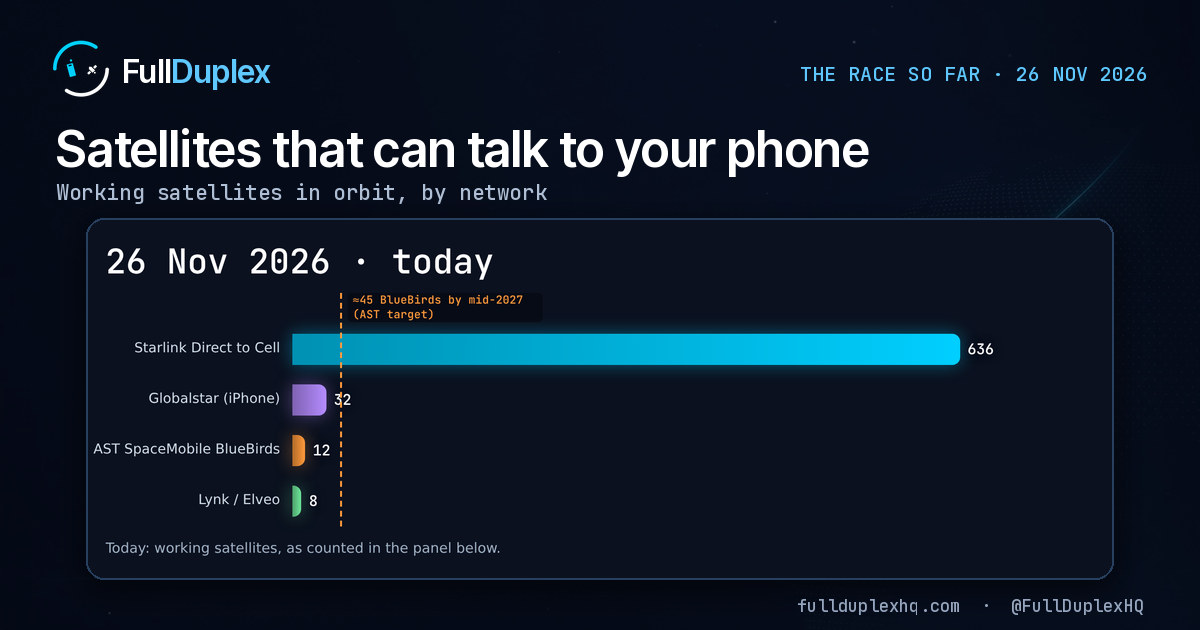 FullDuplex
THE RACE SO FAR · 26 NOV 2026
Satellites that can talk to your phone
Working satellites in orbit, by network
26 Nov 2026 · today
≈45 BlueBirds by mid-2027
(AST target)
Starlink Direct to Cell 636
Globalstar (iPhone) 32
AST SpaceMobile BlueBirds 12
Lynk / Elveo 8
Today: working satellites, as counted in the panel below.
fullduplexhq.com · @FullDuplexHQ